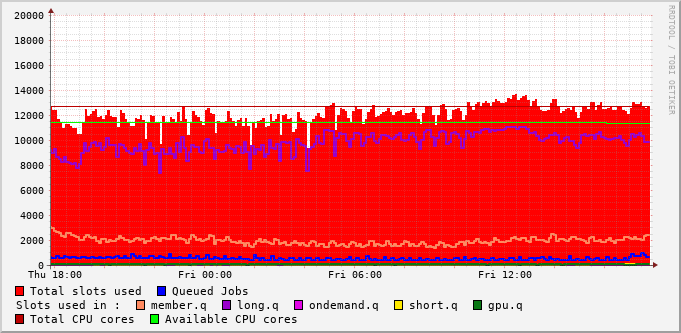 RRDTOOL / TOBI OETIKER
20000
18000
16000
14000
12000
10000
8000
6000
4000
2000
0
Thu 18:00 Fri 00:00 Fri 06:00 Fri 12:00
Total slots used Queued Jobs
Slots used in : member.q long.q ondemand.q short.q gpu.q
Total CPU cores Available CPU cores